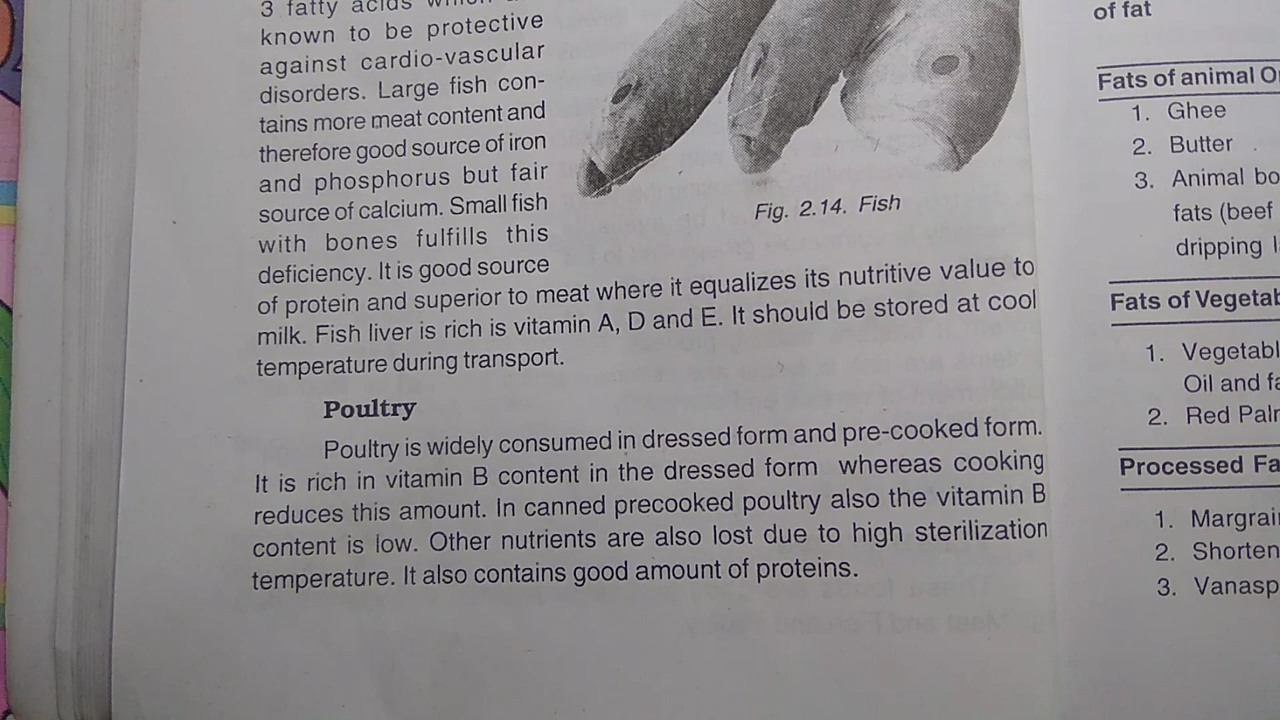 3 fatty acids
known to be protective
against cardio-vascular
disorders. Large fish con-
tains more meat content and
therefore good source of iron
and phosphorus but fair
source of calcium. Small fish
with bones fulfills this
deficiency. It is good source
of protein and superior to meat where it equalizes its nutritive value to
milk. Fish liver is rich is vitamin A, D and E. It should be stored at cool
temperature during transport.
Fig. 2.14. Fish
Poultry
Poultry is widely consumed in dressed form and pre-cooked form.
It is rich in vitamin B content in the dressed form whereas cooking
reduces this amount. In canned precooked poultry also the vitamin B
content is low. Other nutrients are also lost due to high sterilization
temperature. It also contains good amount of proteins.
of fat
Fats of animal
1. Ghee
2. Butter
3. Animal
fats (beef
dripping
Fats of
1.
Oil and
2. Red
Processed
1.
2.
3.